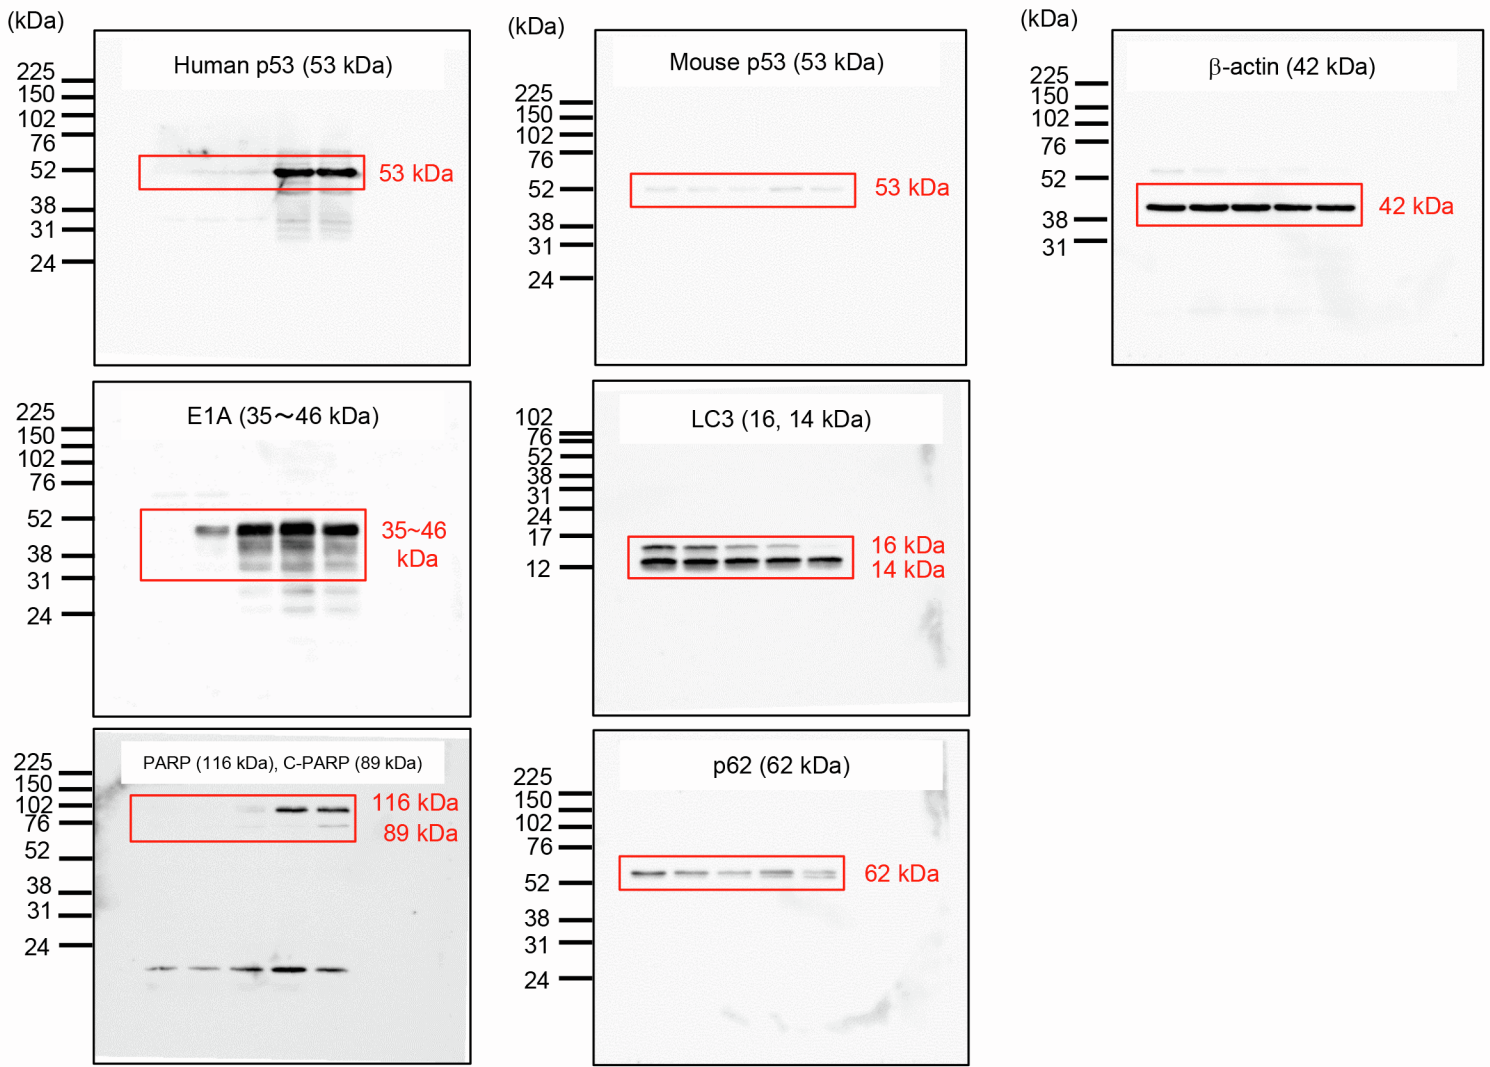 (kDa)
Human p53 (53 kDa)
225
150
102
76
52
38
31
24
53 kDa
(kDa)
Mouse p53 (53 kDa)
225
150
102
76
52
38
31
24
53 kDa
(kDa)
β-actin (42 kDa)
225
150
102
76
52
38
31
42 kDa
E1A (35～46 kDa)
225
150
102
76
52
38
31
24
35~46
kDa
LC3 (16, 14 kDa)
102
76
52
38
31
24
17
12
16 kDa
14 kDa
PARP (116 kDa), C-PARP (89 kDa)
225
150
102
76
52
38
31
24
116 kDa
89 kDa
p62 (62 kDa)
225
150
102
76
52
38
31
24
62 kDa